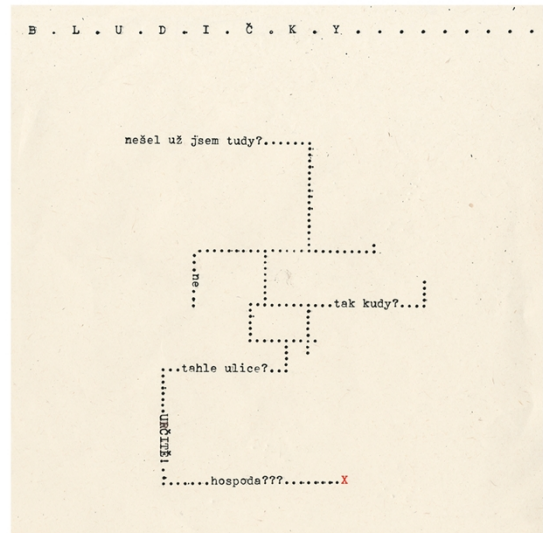 B . L . U . D . I . Č . K . Y . . . . . . . . . .
nešel už jsem tudy?......
ne
tak kudy?...
..tahle ulice?..
URČITĚ!
......hospoda???.......X